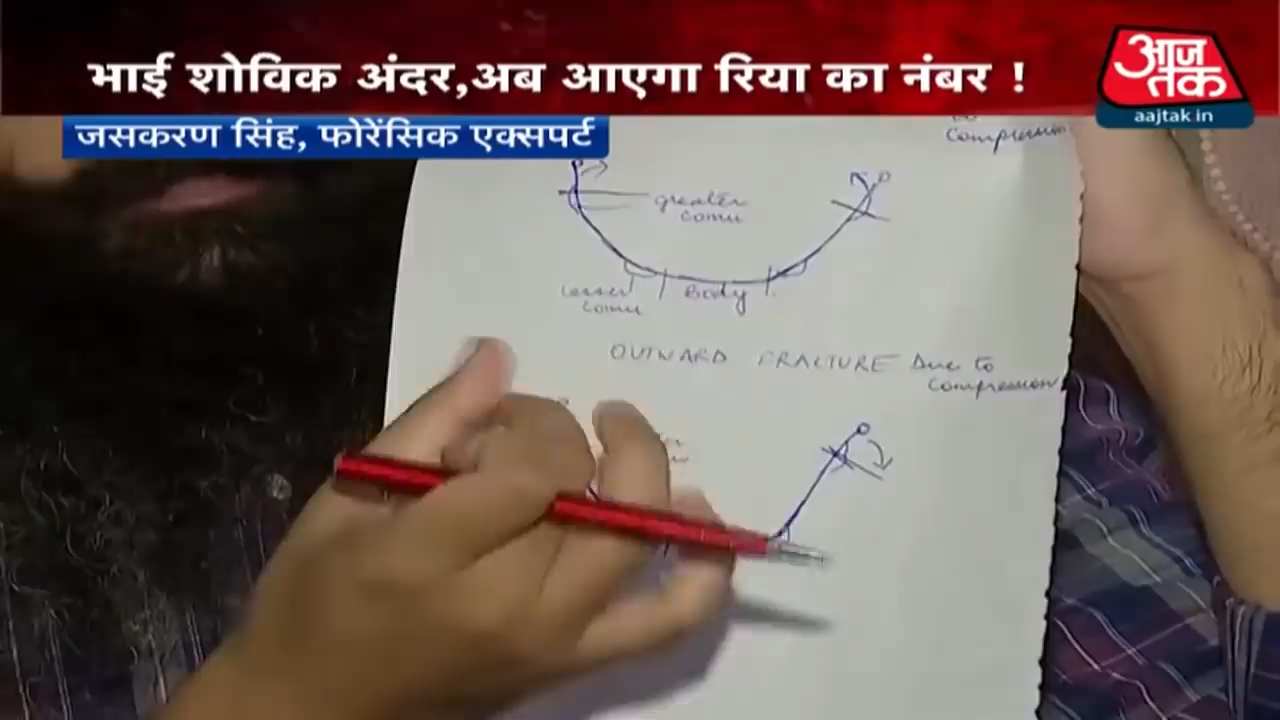 भाई शोविक अंदर,अब आएगा रिया का नंबर !
आज
तक
aajtak.in
जसकरण सिंह, फोरेंसिक एक्सपर्ट
Compression
greater
cornu
lesser
cornu
Body
OUTWARD FRACTURE Due to
compression